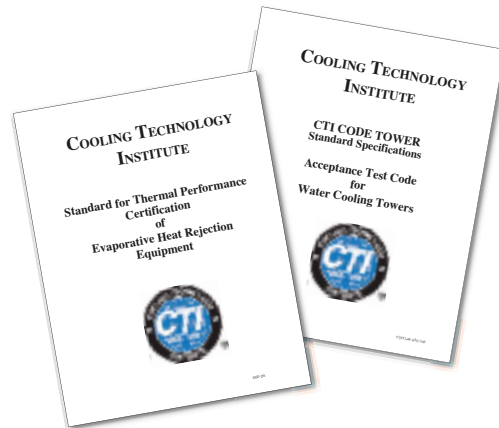 COOLING TECHNOLOGY
INSTITUTE
Standard for Thermal Performance
Certification
of
Evaporative Heat Rejection
Equipment
CTI
COOLING TECHNOLOGY
INSTITUTE
CTI CODE TOWER
Standard Specifications
Acceptance Test Code
for
Water Cooling Towers
CTI